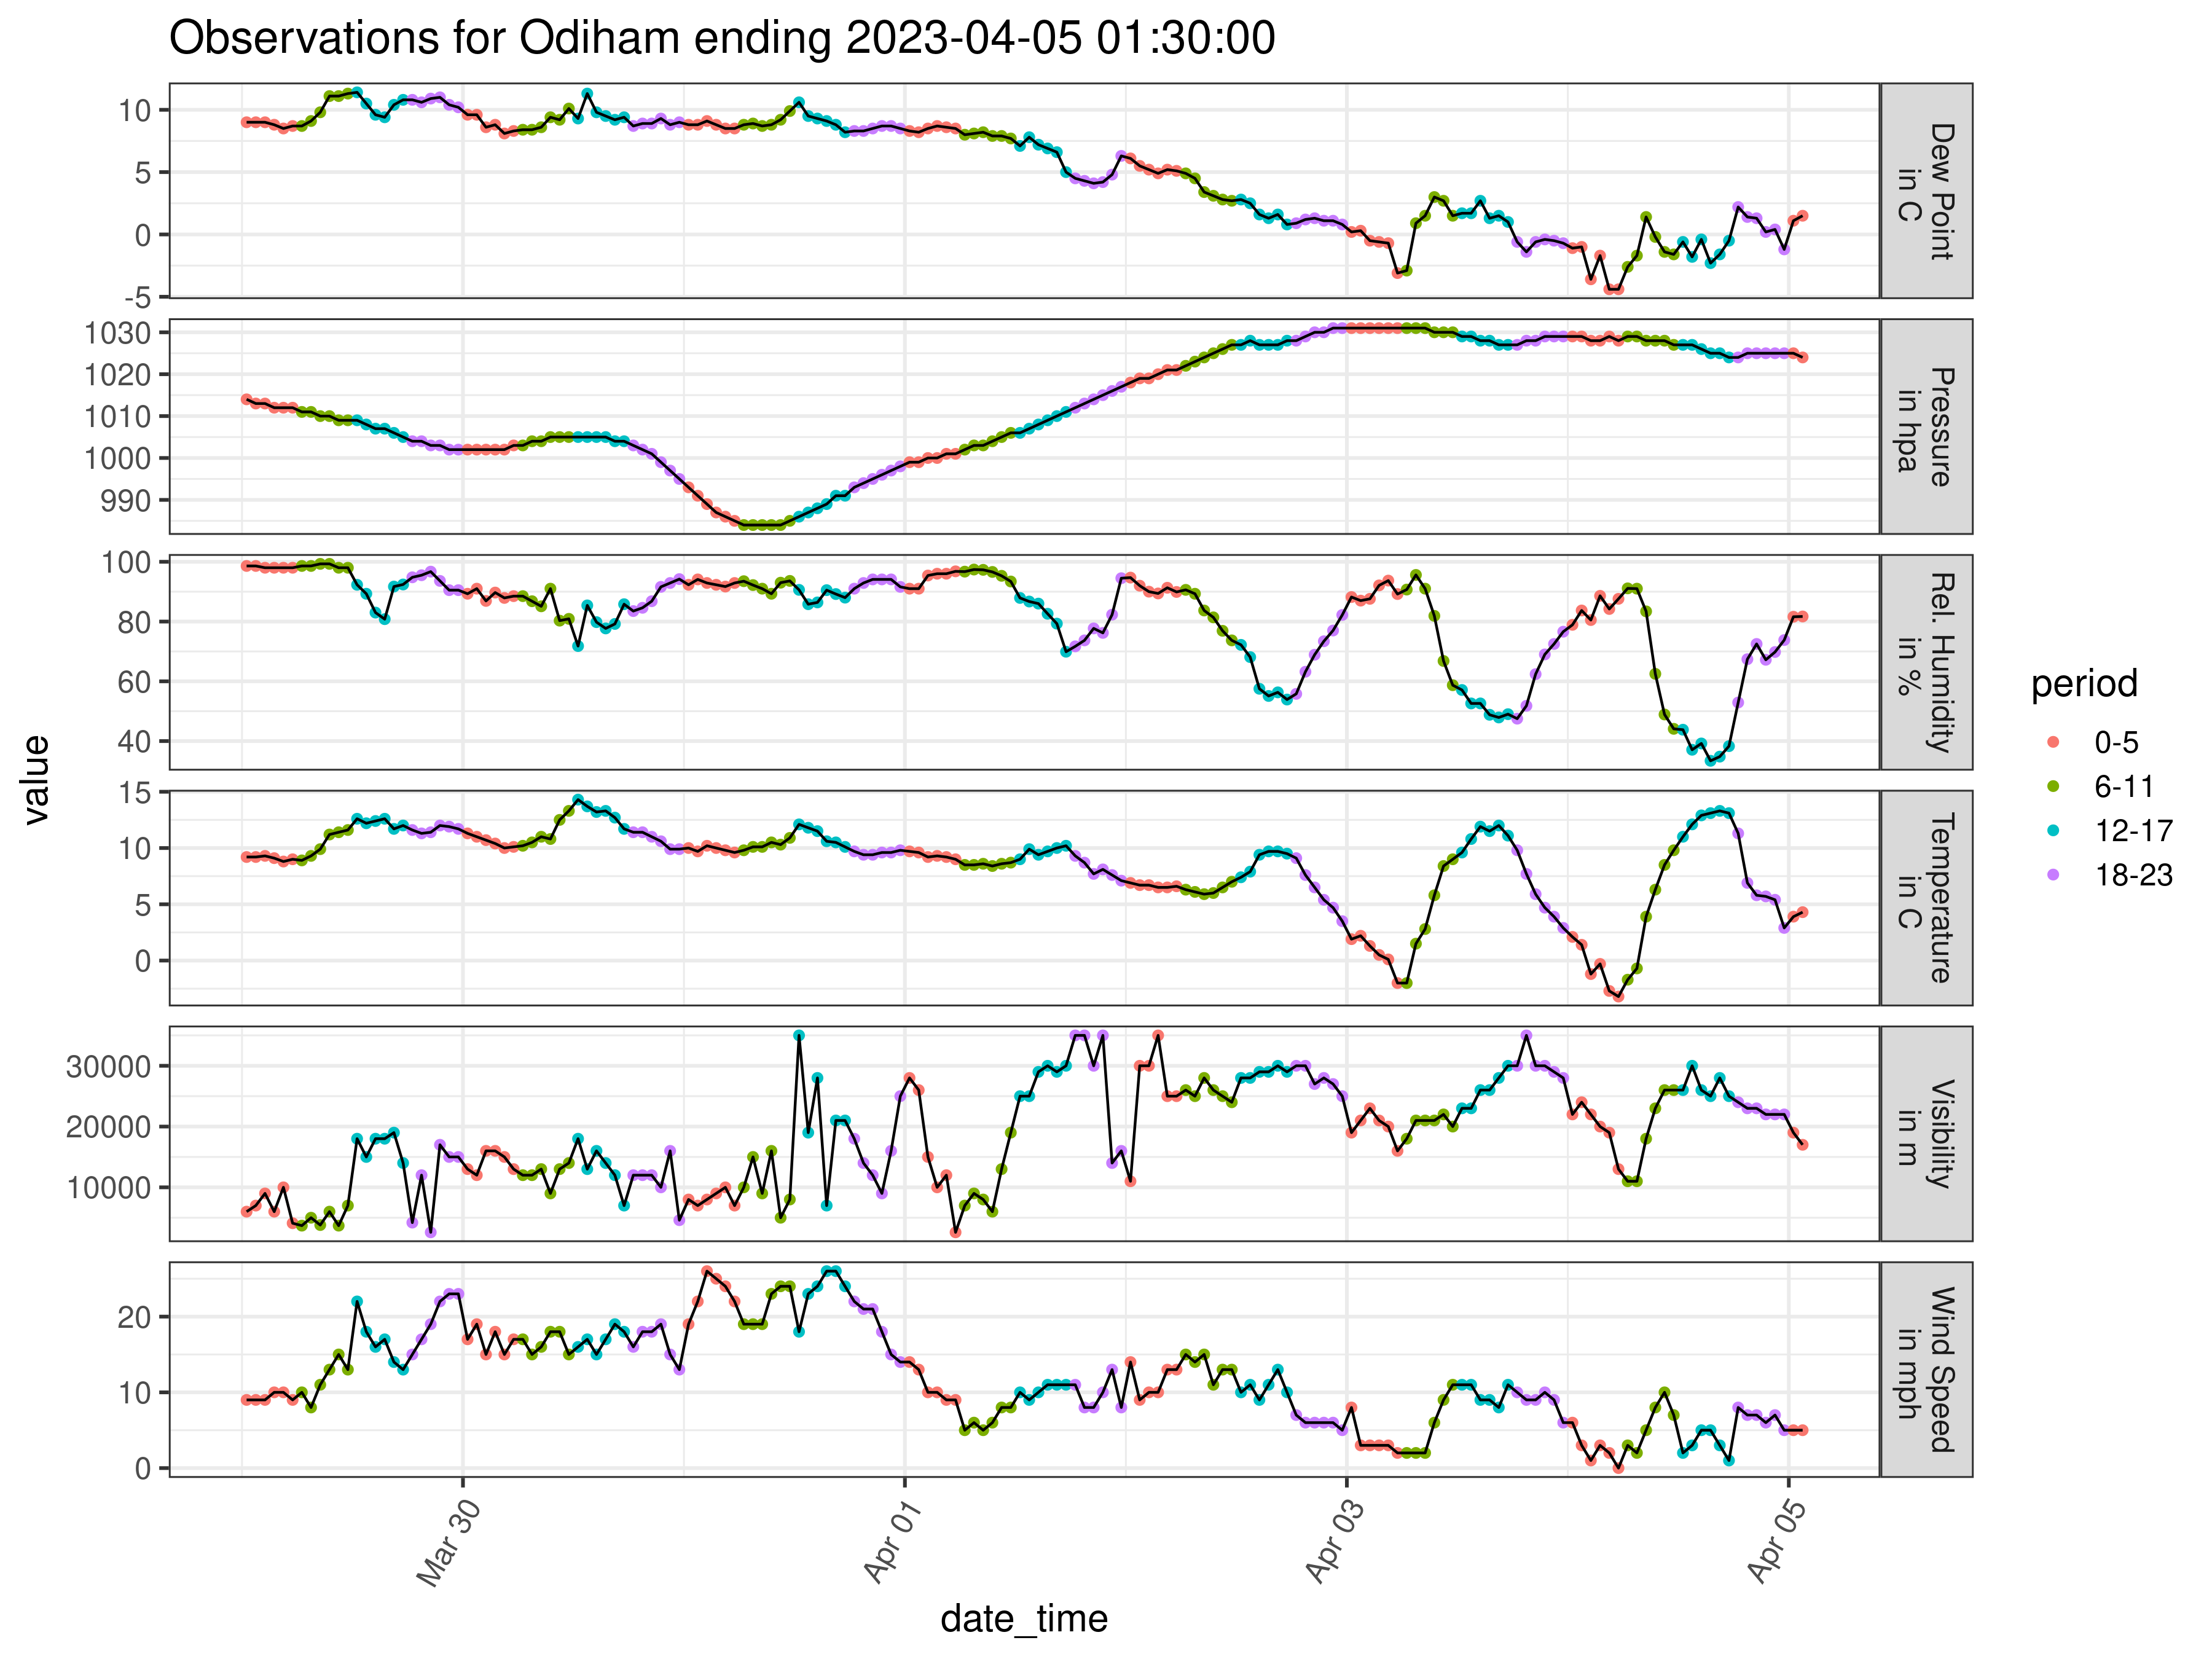 Observations for Odiham ending 2023-04-05 01:30:00
value
10
5
0
-5
Dew Point
in C
1030
1020
1010
1000
990
Pressure
in hpa
100
80
60
40
Rel. Humidity
in %
15
10
5
0
Temperature
in C
30000
20000
10000
Visibility
in m
20
10
0
Wind Speed
in mph
Mar 30
Apr 01
Apr 03
Apr 05
date_time
period
0-5
6-11
12-17
18-23